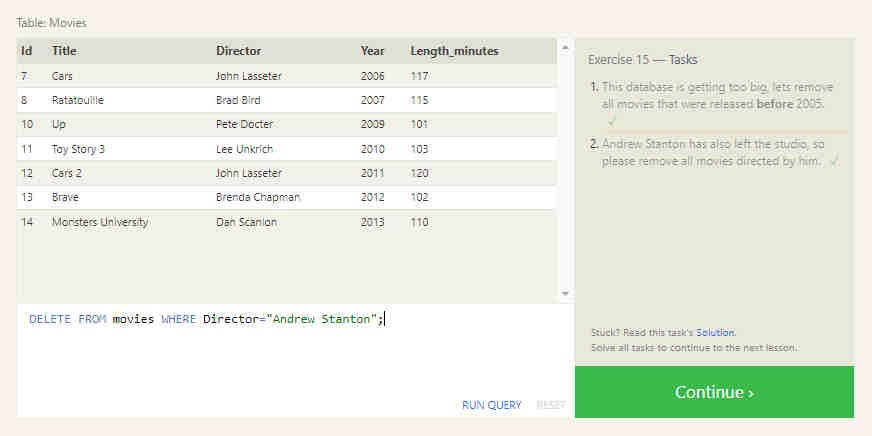 Table: Movies
Id Title Director Year Length_minutes
7 Cars John Lasseter 2006 117
8 Ratatouille Brad Bird 2007 115
10 Up Pete Docter 2009 101
11 Toy Story 3 Lee Unkrich 2010 103
12 Cars 2 John Lasseter 2011 120
13 Brave Brenda Chapman 2012 102
14 Monsters University Dan Scanlon 2013 110
DELETE FROM movies WHERE Director="Andrew Stanton";
RUN QUERY RESET
Exercise 15 — Tasks
1. This database is getting too big, lets remove
all movies that were released before 2005.
✓
2. Andrew Stanton has also left the studio, so
please remove all movies directed by him. ✓
Stuck? Read this task's Solution.
Solve all tasks to continue to the next lesson.
Continue ›